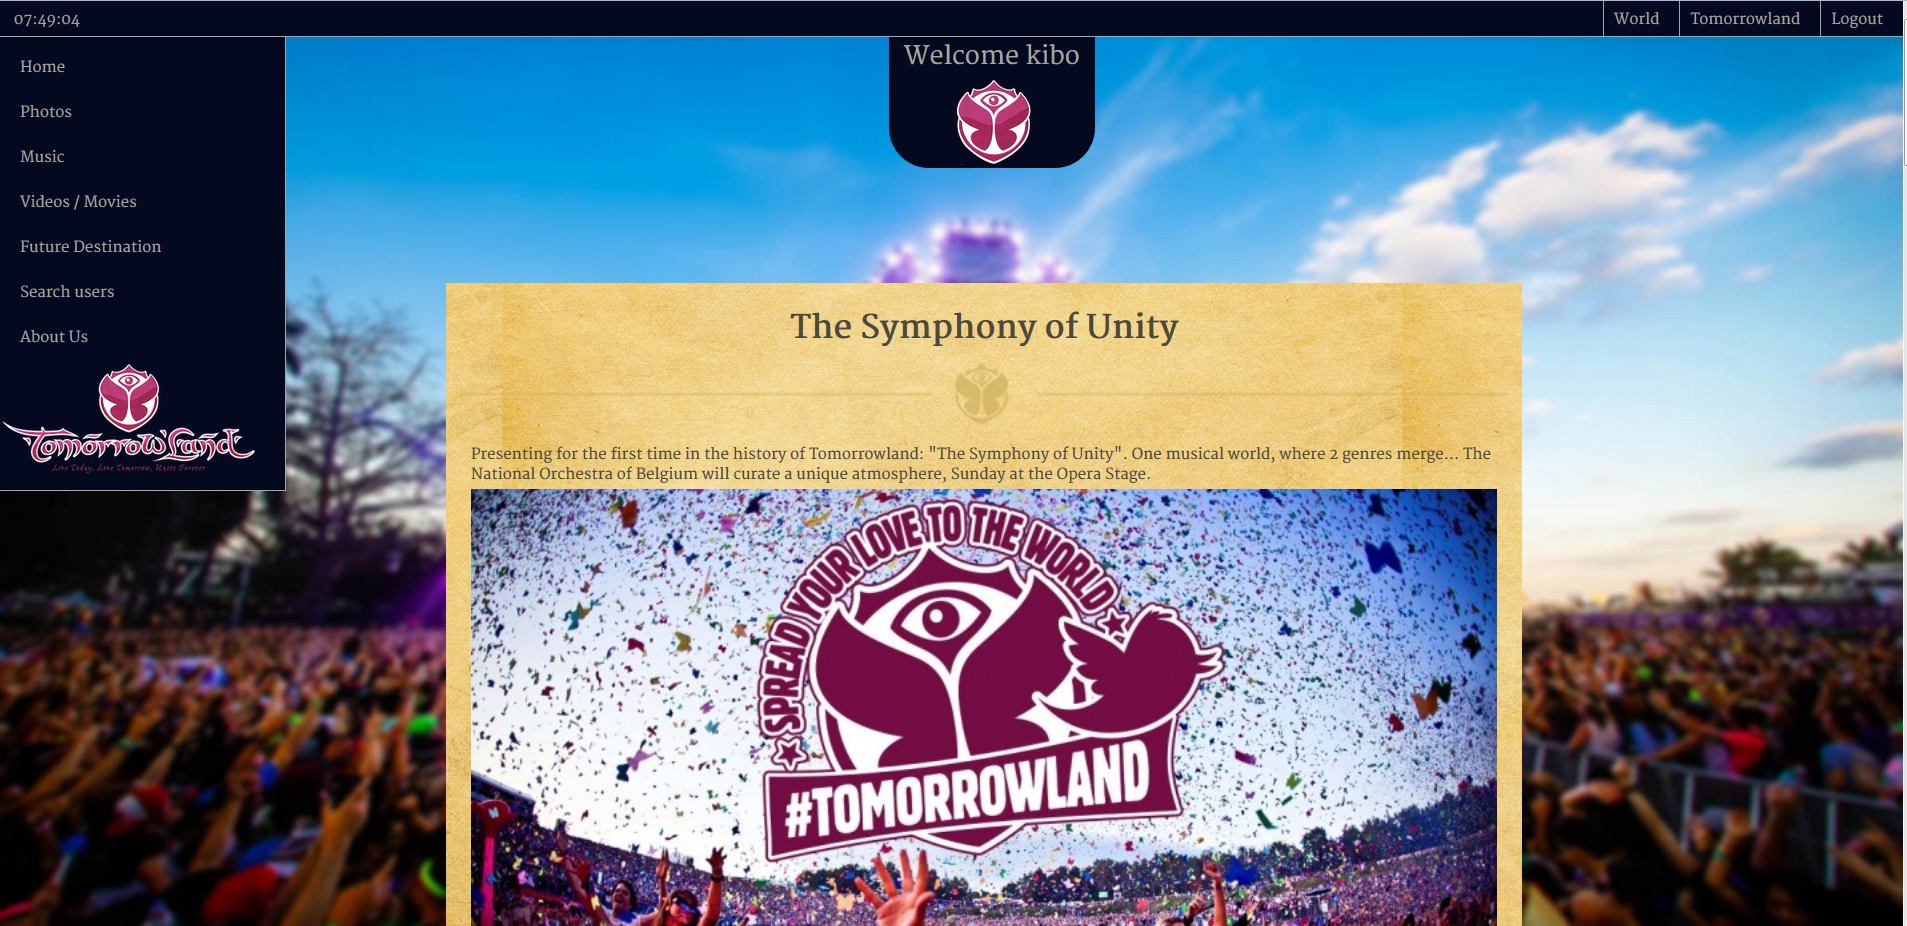 07:49:04
World
Tomorrowland
Logout
Home
Photos
Music
Videos / Movies
Future Destination
Search users
About Us
Tomorrowland
Live Today, Love Tomorrow, Unite Forever
Welcome kibo
The Symphony of Unity
Presenting for the first time in the history of Tomorrowland: "The Symphony of Unity". One musical world, where 2 genres merge... The
National Orchestra of Belgium will curate a unique atmosphere, Sunday at the Opera Stage.
SPREAD YOUR LOVE TO THE WORLD
#TOMORROWLAND